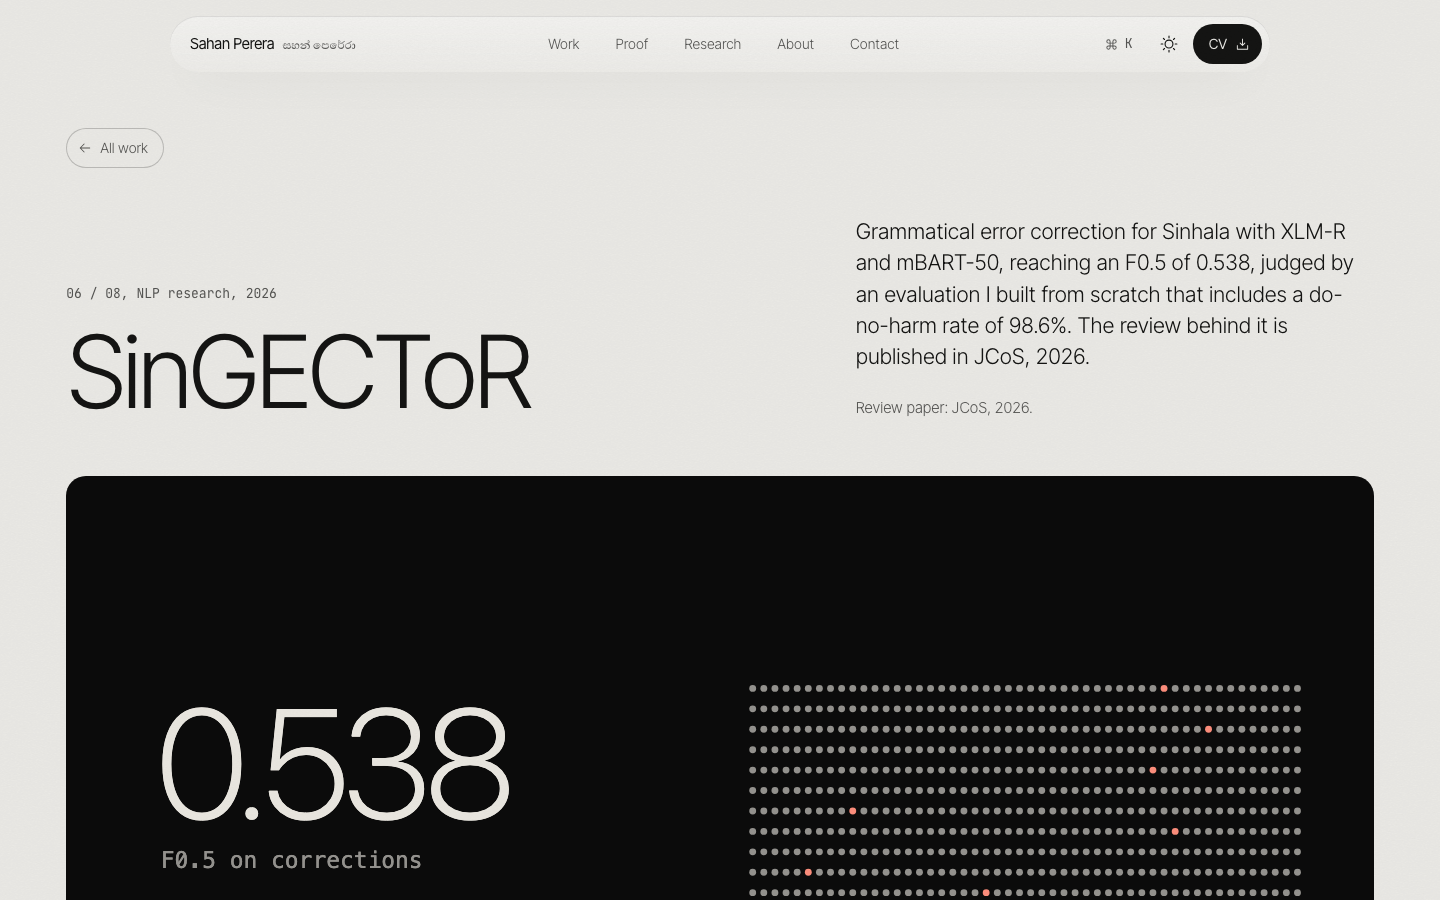 Sahan Perera සහන් පෙරේරා
Work
Proof
Research
About
Contact
⌘ K
CV
← All work
06 / 08, NLP research, 2026
SinGECToR
Grammatical error correction for Sinhala with XLM-R
and mBART-50, reaching an F0.5 of 0.538, judged by
an evaluation I built from scratch that includes a do-
no-harm rate of 98.6%. The review behind it is
published in JCoS, 2026.
Review paper: JCoS, 2026.
0.538
F0.5 on corrections